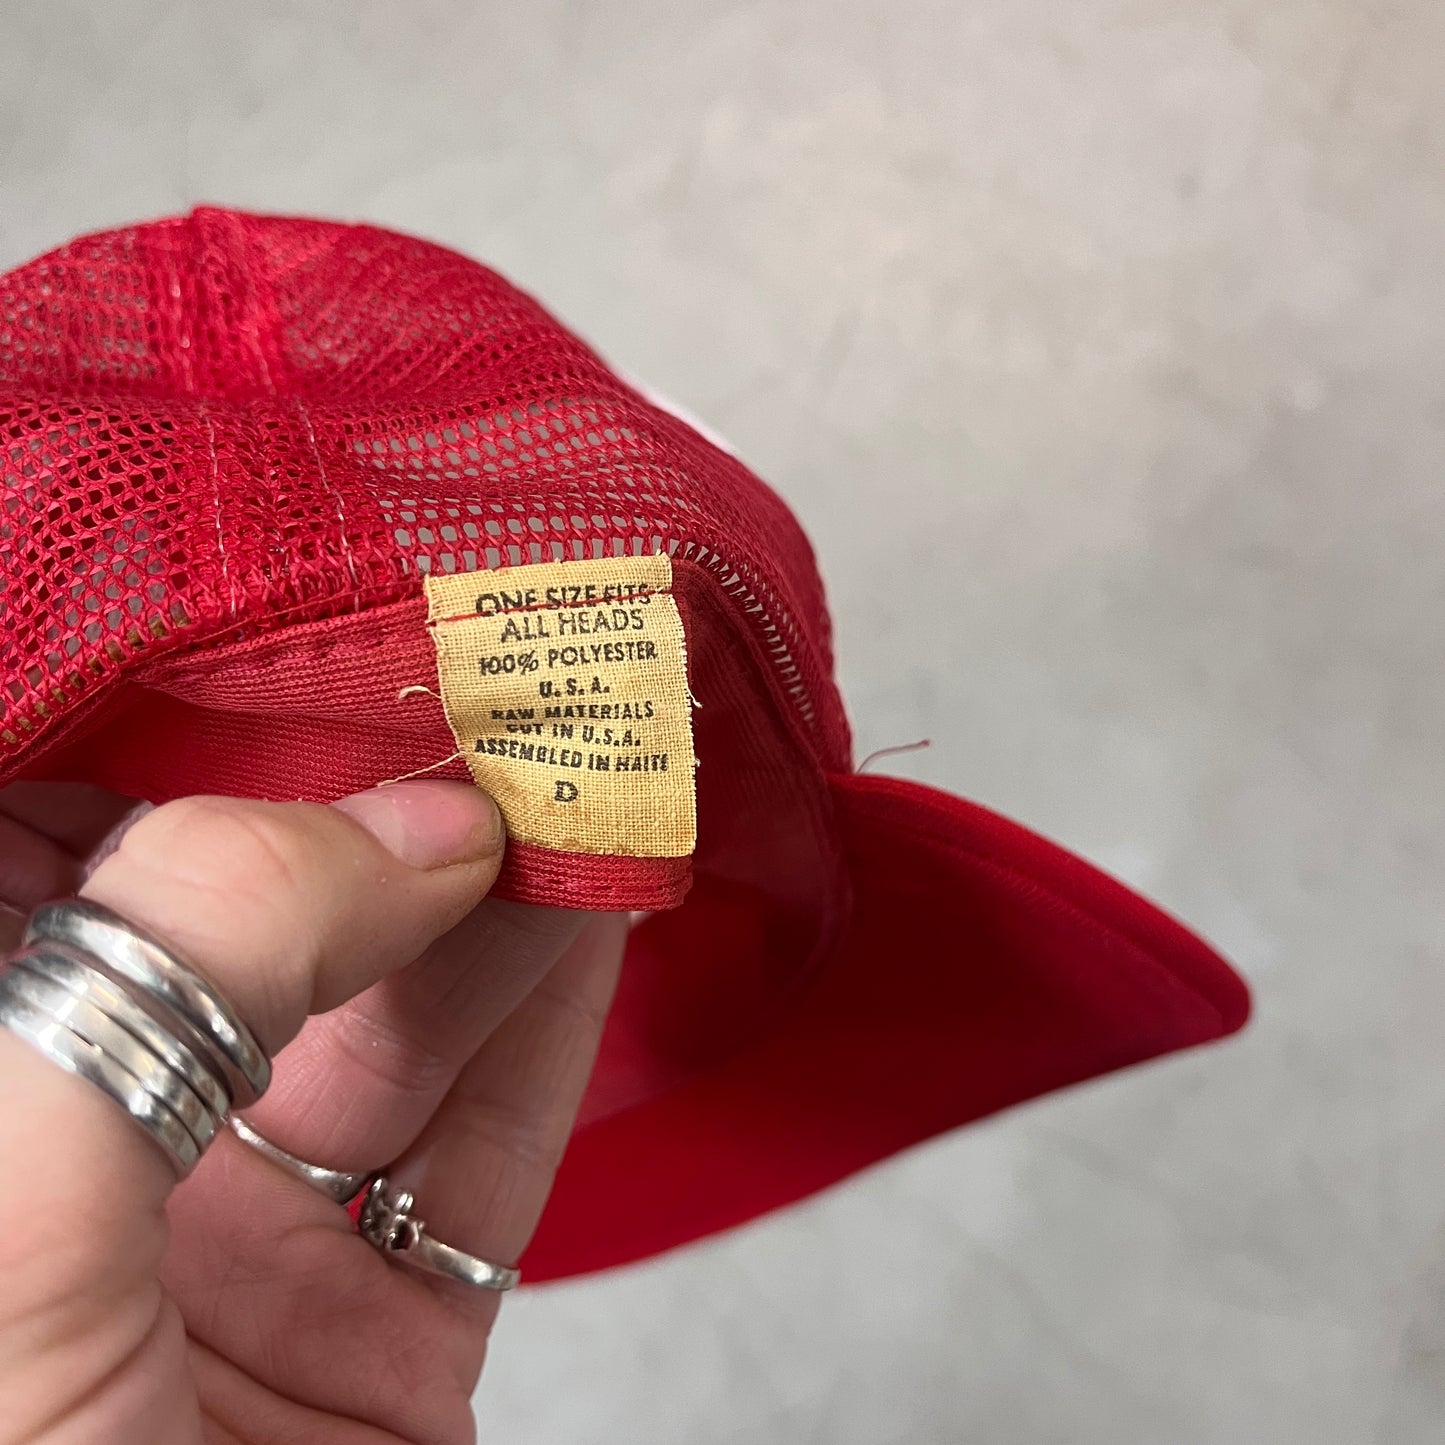 ONE SIZE FITS
ALL HEADS
100% POLYESTER
U.S.A.
RAW MATERIALS
CUT IN U.S.A.
ASSEMBLED IN HAITI
D